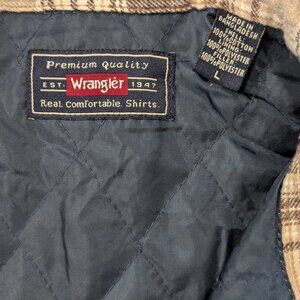 Premium Quality
EST. Wrangler 1947
Real. Comfortable. Shirts.
MADE IN
BANGLADESH
SHELL
100% COTTON
LINING
100% POLYESTER
FILLER
100% POLYESTER
L